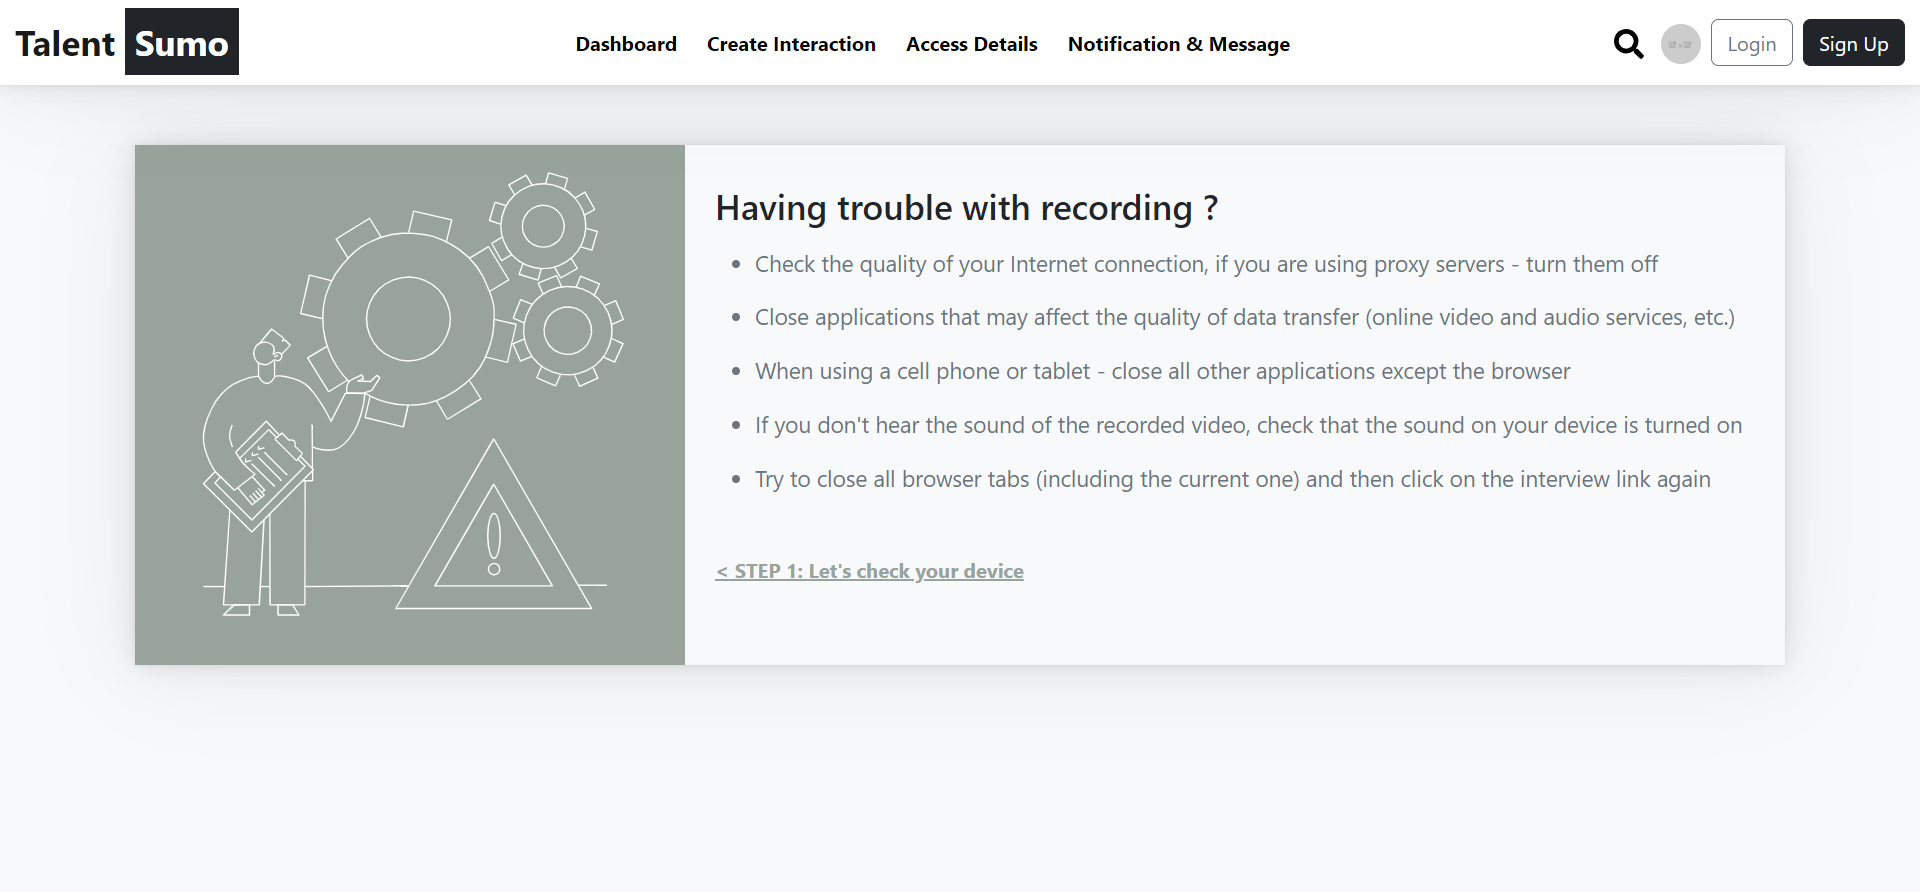 Talent Sumo
Dashboard Create Interaction Access Details Notification & Message
Login Sign Up
Having trouble with recording ?
• Check the quality of your Internet connection, if you are using proxy servers - turn them off
• Close applications that may affect the quality of data transfer (online video and audio services, etc.)
• When using a cell phone or tablet - close all other applications except the browser
• If you don't hear the sound of the recorded video, check that the sound on your device is turned on
• Try to close all browser tabs (including the current one) and then click on the interview link again
< STEP 1: Let's check your device